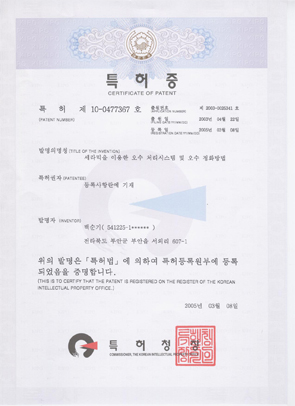 특허증
CERTIFICATE OF PATENT
특 허 제 10-0477367 호
(PATENT NUMBER)
출원번호
(APPLICATION NUMBER)
제 2003-0025341 호
출 원 일
(FILING DATE:YY/MM/DD)
2003년 04월 22일
등 록 일
(REGISTRATION DATE:YY/MM/DD)
2005년 03월 08일
발명의명칭 (TITLE OF THE INVENTION)
세라믹을 이용한 오수 처리시스템 및 오수 정화방법
특허권자 (PATENTEE)
등록사항란에 기재
발명자 (INVENTOR)
백순기( 541225-1****** )
전라북도 부안군 부안읍 서외리 607-1
위의 발명은 「특허법」에 의하여 특허등록원부에 등록
되었음을 증명합니다.
(THIS IS TO CERTIFY THAT THE PATENT IS REGISTERED ON THE REGISTER OF THE KOREAN
INTELLECTUAL PROPERTY OFFICE.)
2005년 03월 08일
특 허 청 장
COMMISSIONER, THE KOREAN INTELLECTUAL PROPERTY OFFICE